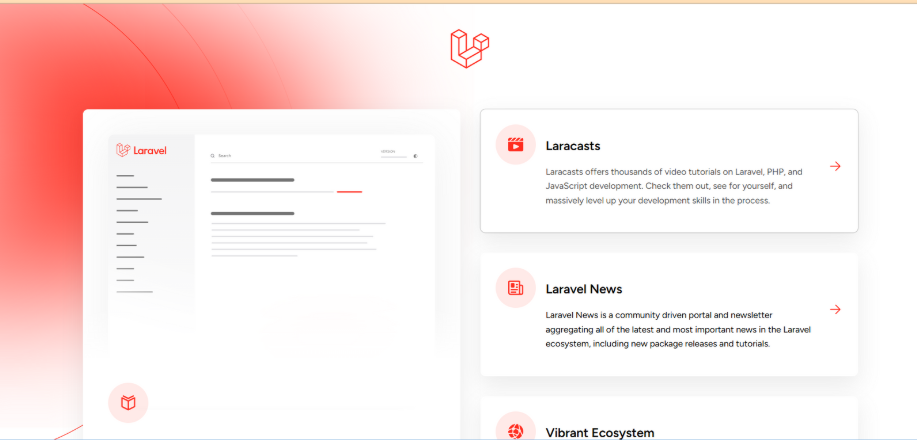 Laravel
Search
VERSION
Laracasts
Laracasts offers thousands of video tutorials on Laravel, PHP, and
JavaScript development. Check them out, see for yourself, and
massively level up your development skills in the process.
Laravel News
Laravel News is a community driven portal and newsletter
aggregating all of the latest and most important news in the Laravel
ecosystem, including new package releases and tutorials.
Vibrant Ecosystem